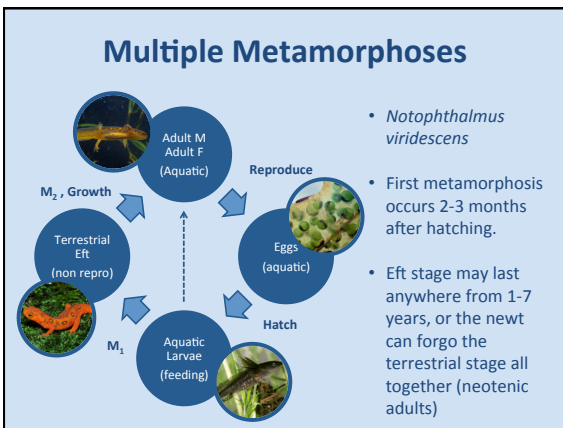 Multiple Metamorphoses
Adult M
Adult F
(Aquatic)
Reproduce
Eggs
(aquatic)
Hatch
Aquatic
Larvae
(feeding)
M₁
Terrestrial
Eft
(non repro)
M₂ , Growth
• Notophthalmus
viridescens
• First metamorphosis
occurs 2-3 months
after hatching.
• Eft stage may last
anywhere from 1-7
years, or the newt
can forgo the
terrestrial stage all
together (neotenic
adults)